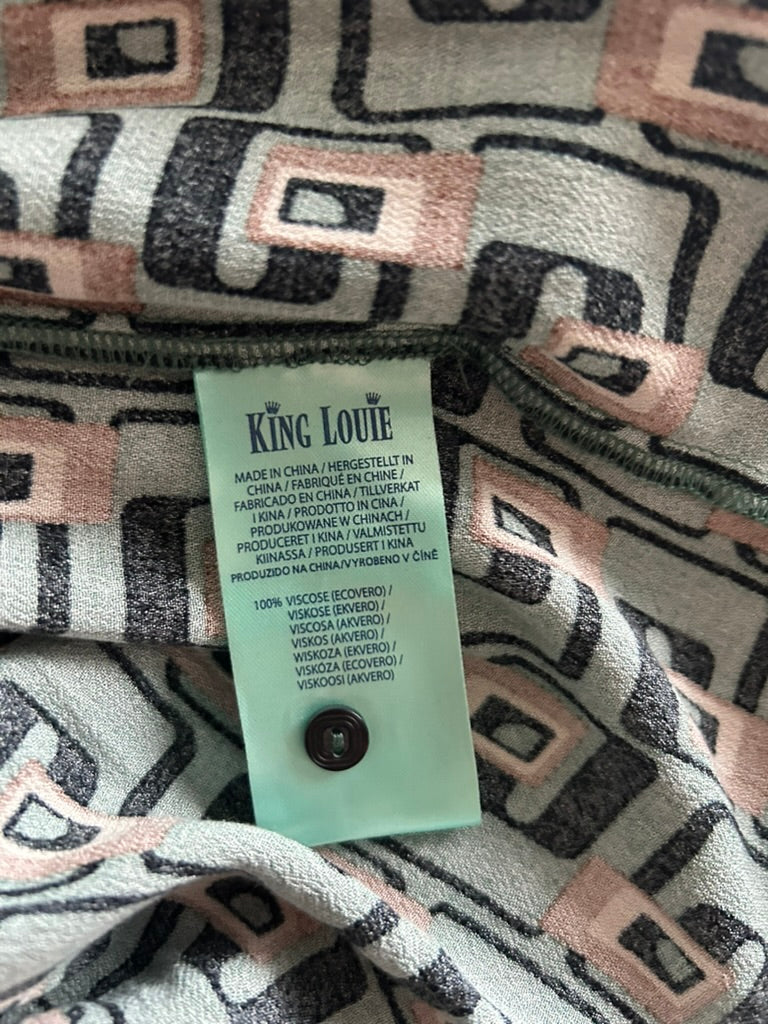 KING LOUIE
MADE IN CHINA / HERGESTELLT IN
CHINA / FABRIQUÉ EN CHINE /
FABRICADO EN CHINA / TILLVERKAT
I KINA / PRODOTTO IN CINA /
PRODUKOWANE W CHINACH /
PRODUCERET I KINA / VALMISTETTU
KIINASSA / PRODUSERT I KINA
PRODUZIDO NA CHINA/VYROBENO V ČÍNĚ
100% VISCOSE (ECOVERO) /
VISKOSE (EKVERO) /
VISCOSA (AKVERO) /
VISKOS (AKVERO) /
WISKOZA (EKVERO) /
VISKÓZA (ECOVERO) /
VISKOOSI (AKVERO)